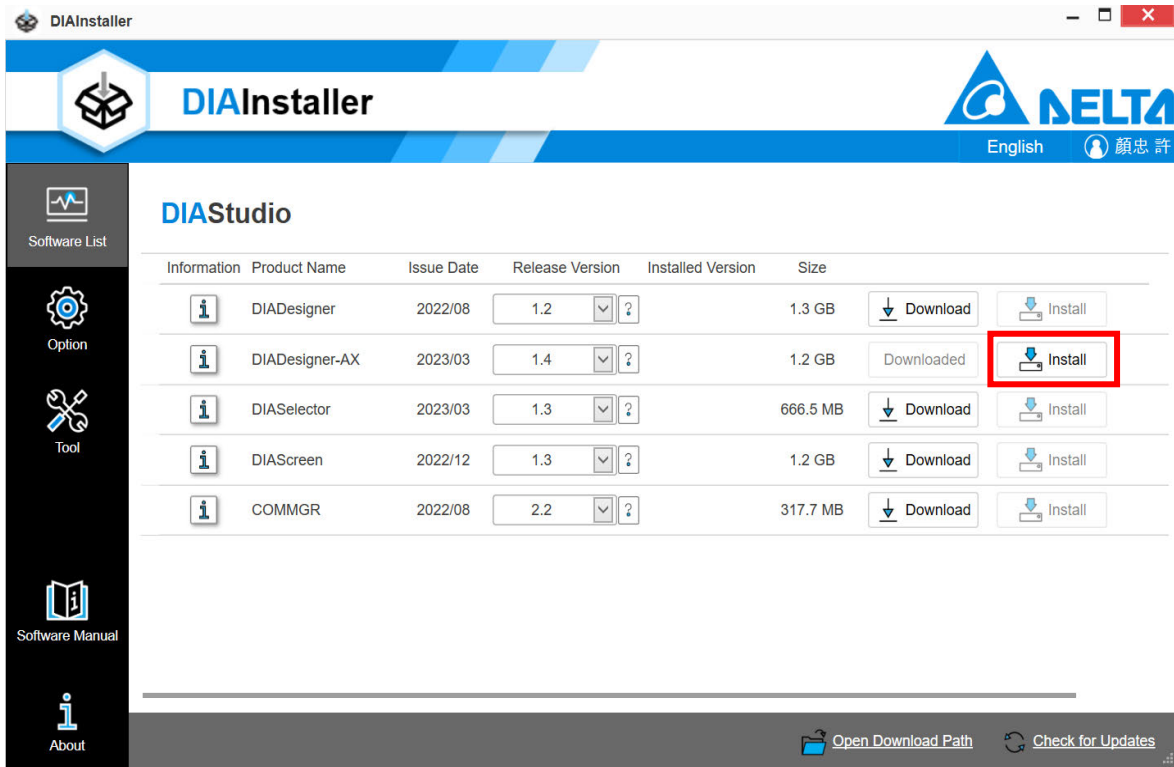 DIAInstaller
DIAInstaller
DELTA
English 顏忠 許
Software List
Option
Tool
Software Manual
About
DIAStudio
Information Product Name Issue Date Release Version Installed Version Size
DIADesigner 2022/08 1.2 ? 1.3 GB Download Install
DIADesigner-AX 2023/03 1.4 ? 1.2 GB Downloaded Install
DIASelector 2023/03 1.3 ? 666.5 MB Download Install
DIAScreen 2022/12 1.3 ? 1.2 GB Download Install
COMMGR 2022/08 2.2 ? 317.7 MB Download Install
Open Download Path Check for Updates